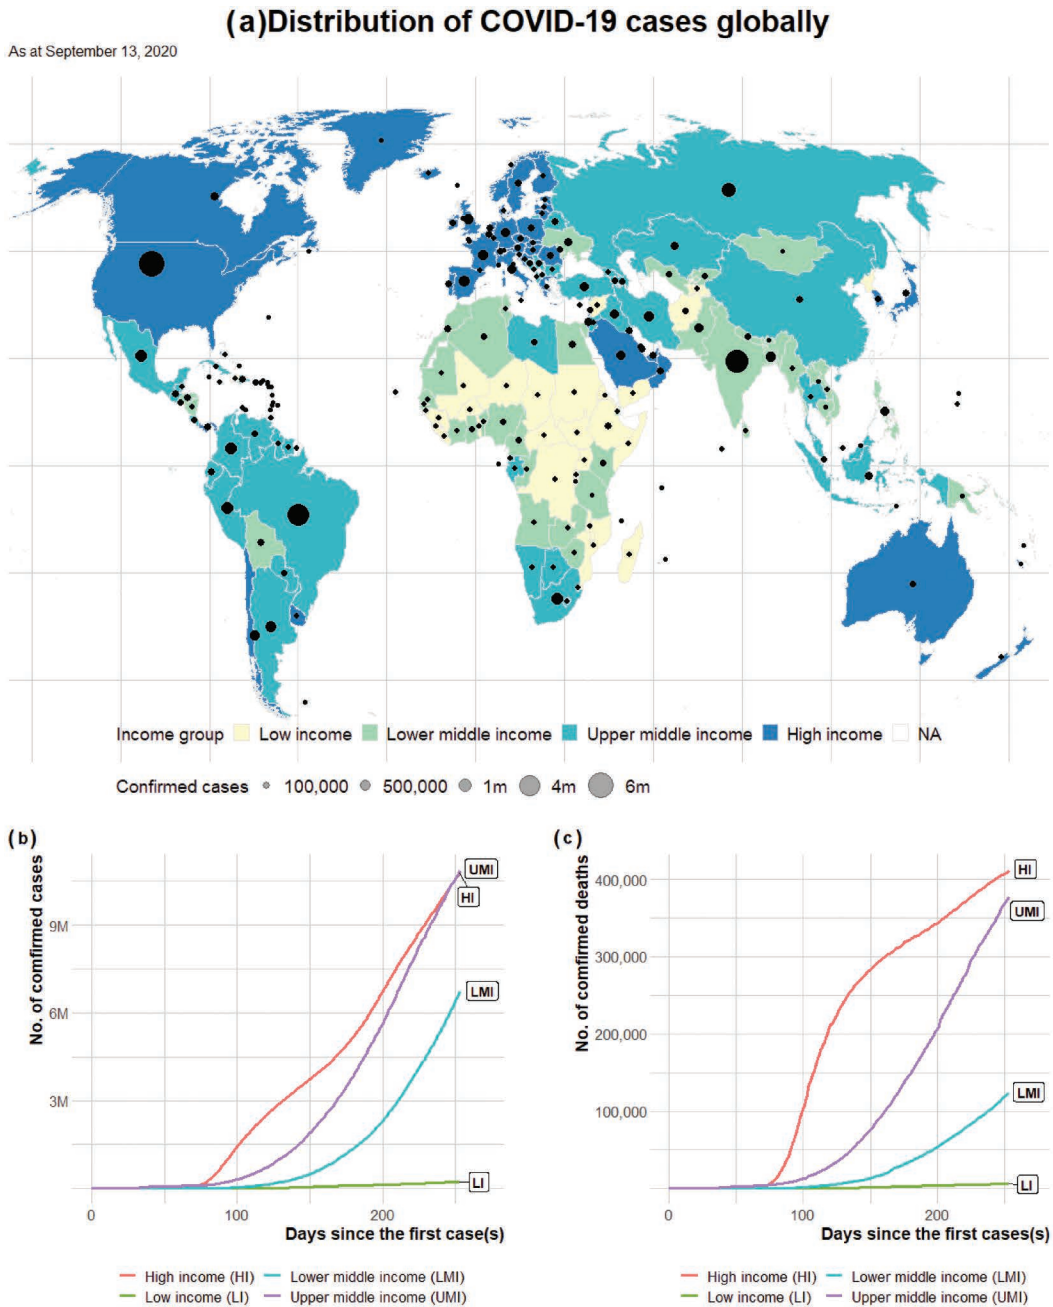 (a)Distribution of COVID-19 cases globally
As at September 13, 2020
Income group Low income Lower middle income Upper middle income High income NA
Confirmed cases 100,000 500,000 1m 4m 6m
(b)
No. of comfirmed cases
9M
6M
3M
0 100 200
Days since the first case(s)
UMI
HI
LMI
LI
High income (HI) Lower middle income (LMI)
Low income (LI) Upper middle income (UMI)
(c)
No. of comfirmed deaths
400,000
300,000
200,000
100,000
0 100 200
Days since the first case(s)
HI
UMI
LMI
LI
High income (HI) Lower middle income (LMI)
Low income (LI) Upper middle income (UMI)